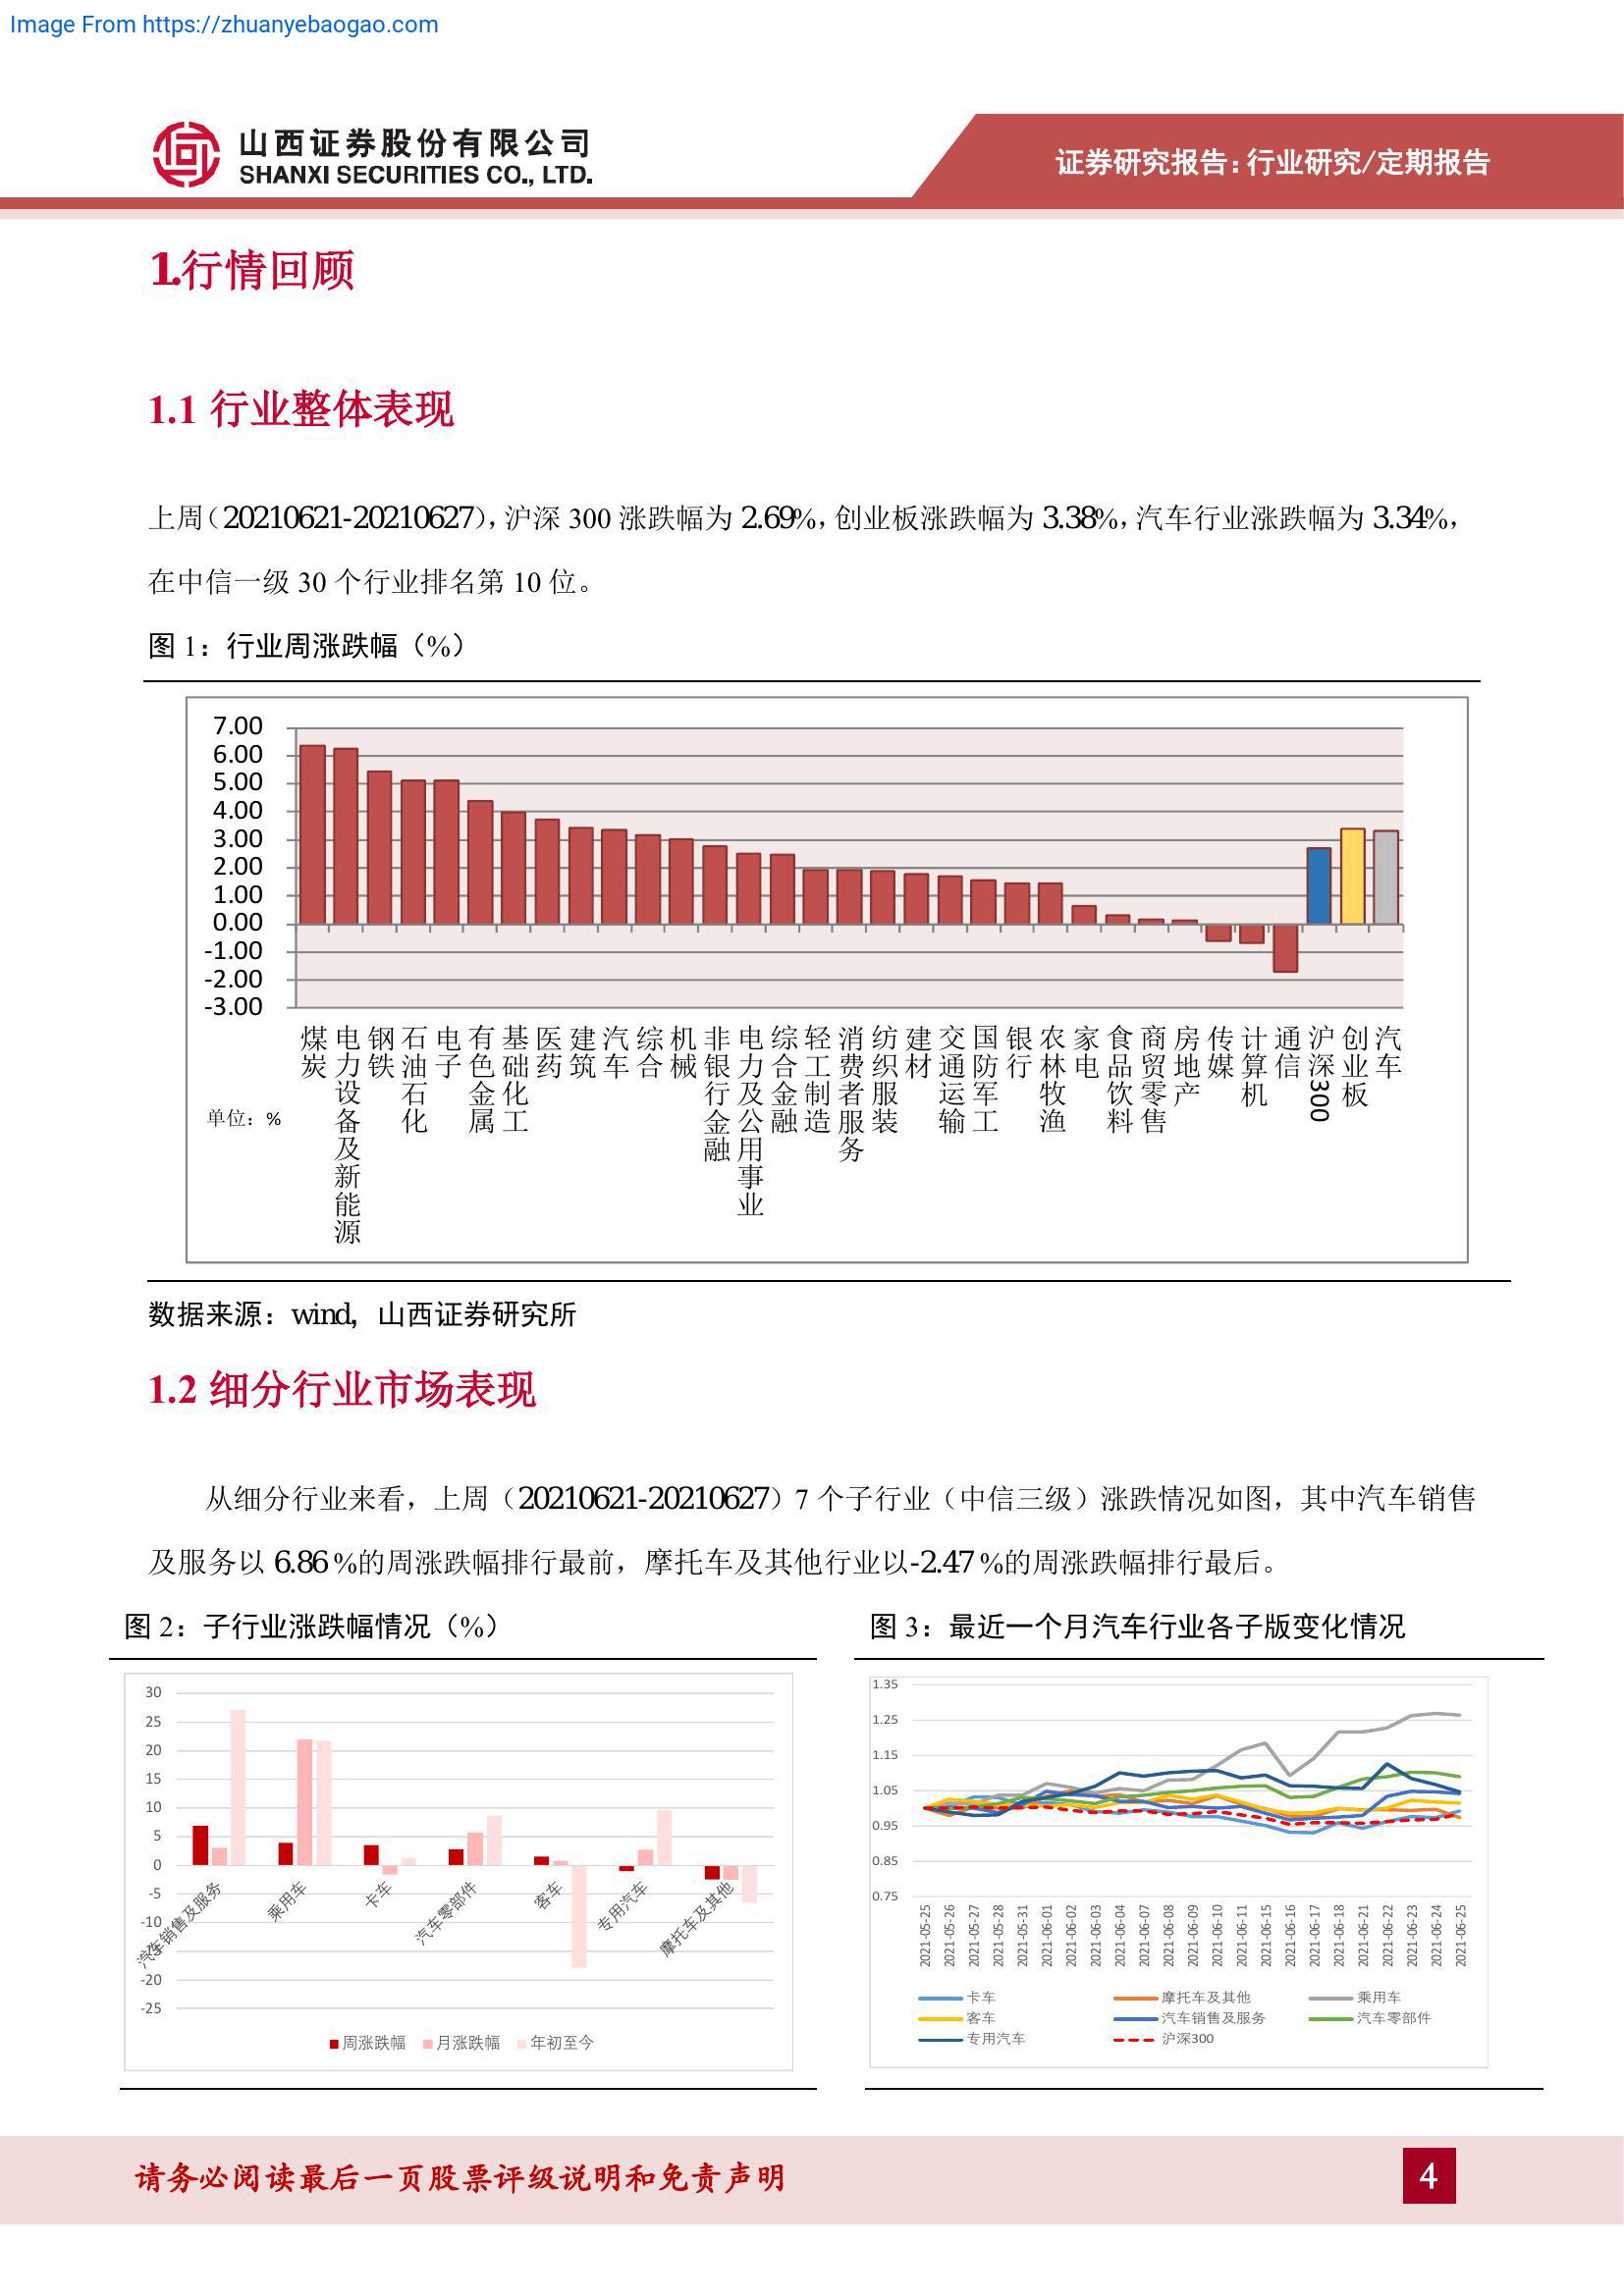 Image From https://zhuanyebaogao.com
山西证券股份有限公司
SHANXI SECURITIES CO., LTD.
证券研究报告:行业研究/定期报告
1.行情回顾
1.1 行业整体表现
上周（20210621-20210627），沪深 300 涨跌幅为 2.69%，创业板涨跌幅为 3.38%，汽车行业涨跌幅为 3.34%，
在中信一级 30 个行业排名第 10 位。
图 1：行业周涨跌幅（%）
7.00
6.00
5.00
4.00
3.00
2.00
1.00
0.00
-1.00
-2.00
-3.00
煤炭
电力设备及新能源
钢铁
石油石化
电子
有色金属
基础化工
医药
建筑
汽车
综合
机械
非银行金融
电力及公用事业
综合金融
轻工制造
消费者服务
纺织服装
建材
交通运输
国防军工
银行
农林牧渔
家电
食品饮料
商贸零售
房地产
传媒
计算机
通信
沪深300
创业板
汽车
单位：%
数据来源：wind，山西证券研究所
1.2 细分行业市场表现
从细分行业来看，上周（20210621-20210627）7 个子行业（中信三级）涨跌情况如图，其中汽车销售
及服务以 6.86 %的周涨跌幅排行最前，摩托车及其他行业以-2.47 %的周涨跌幅排行最后。
图 2：子行业涨跌幅情况（%）
30
25
20
15
10
5
0
-5
-10
-20
-25
汽车销售及服务
乘用车
卡车
汽车零部件
客车
专用汽车
摩托车及其他
周涨跌幅 月涨跌幅 年初至今
图 3：最近一个月汽车行业各子版变化情况
1.35
1.25
1.15
1.05
0.95
0.85
0.75
2021-05-25
2021-05-26
2021-05-27
2021-05-28
2021-05-31
2021-06-01
2021-06-02
2021-06-03
2021-06-04
2021-06-07
2021-06-08
2021-06-09
2021-06-10
2021-06-11
2021-06-15
2021-06-16
2021-06-17
2021-06-18
2021-06-21
2021-06-22
2021-06-23
2021-06-24
2021-06-25
卡车 摩托车及其他 乘用车
客车 汽车销售及服务 汽车零部件
专用汽车 沪深300
请务必阅读最后一页股票评级说明和免责声明
4